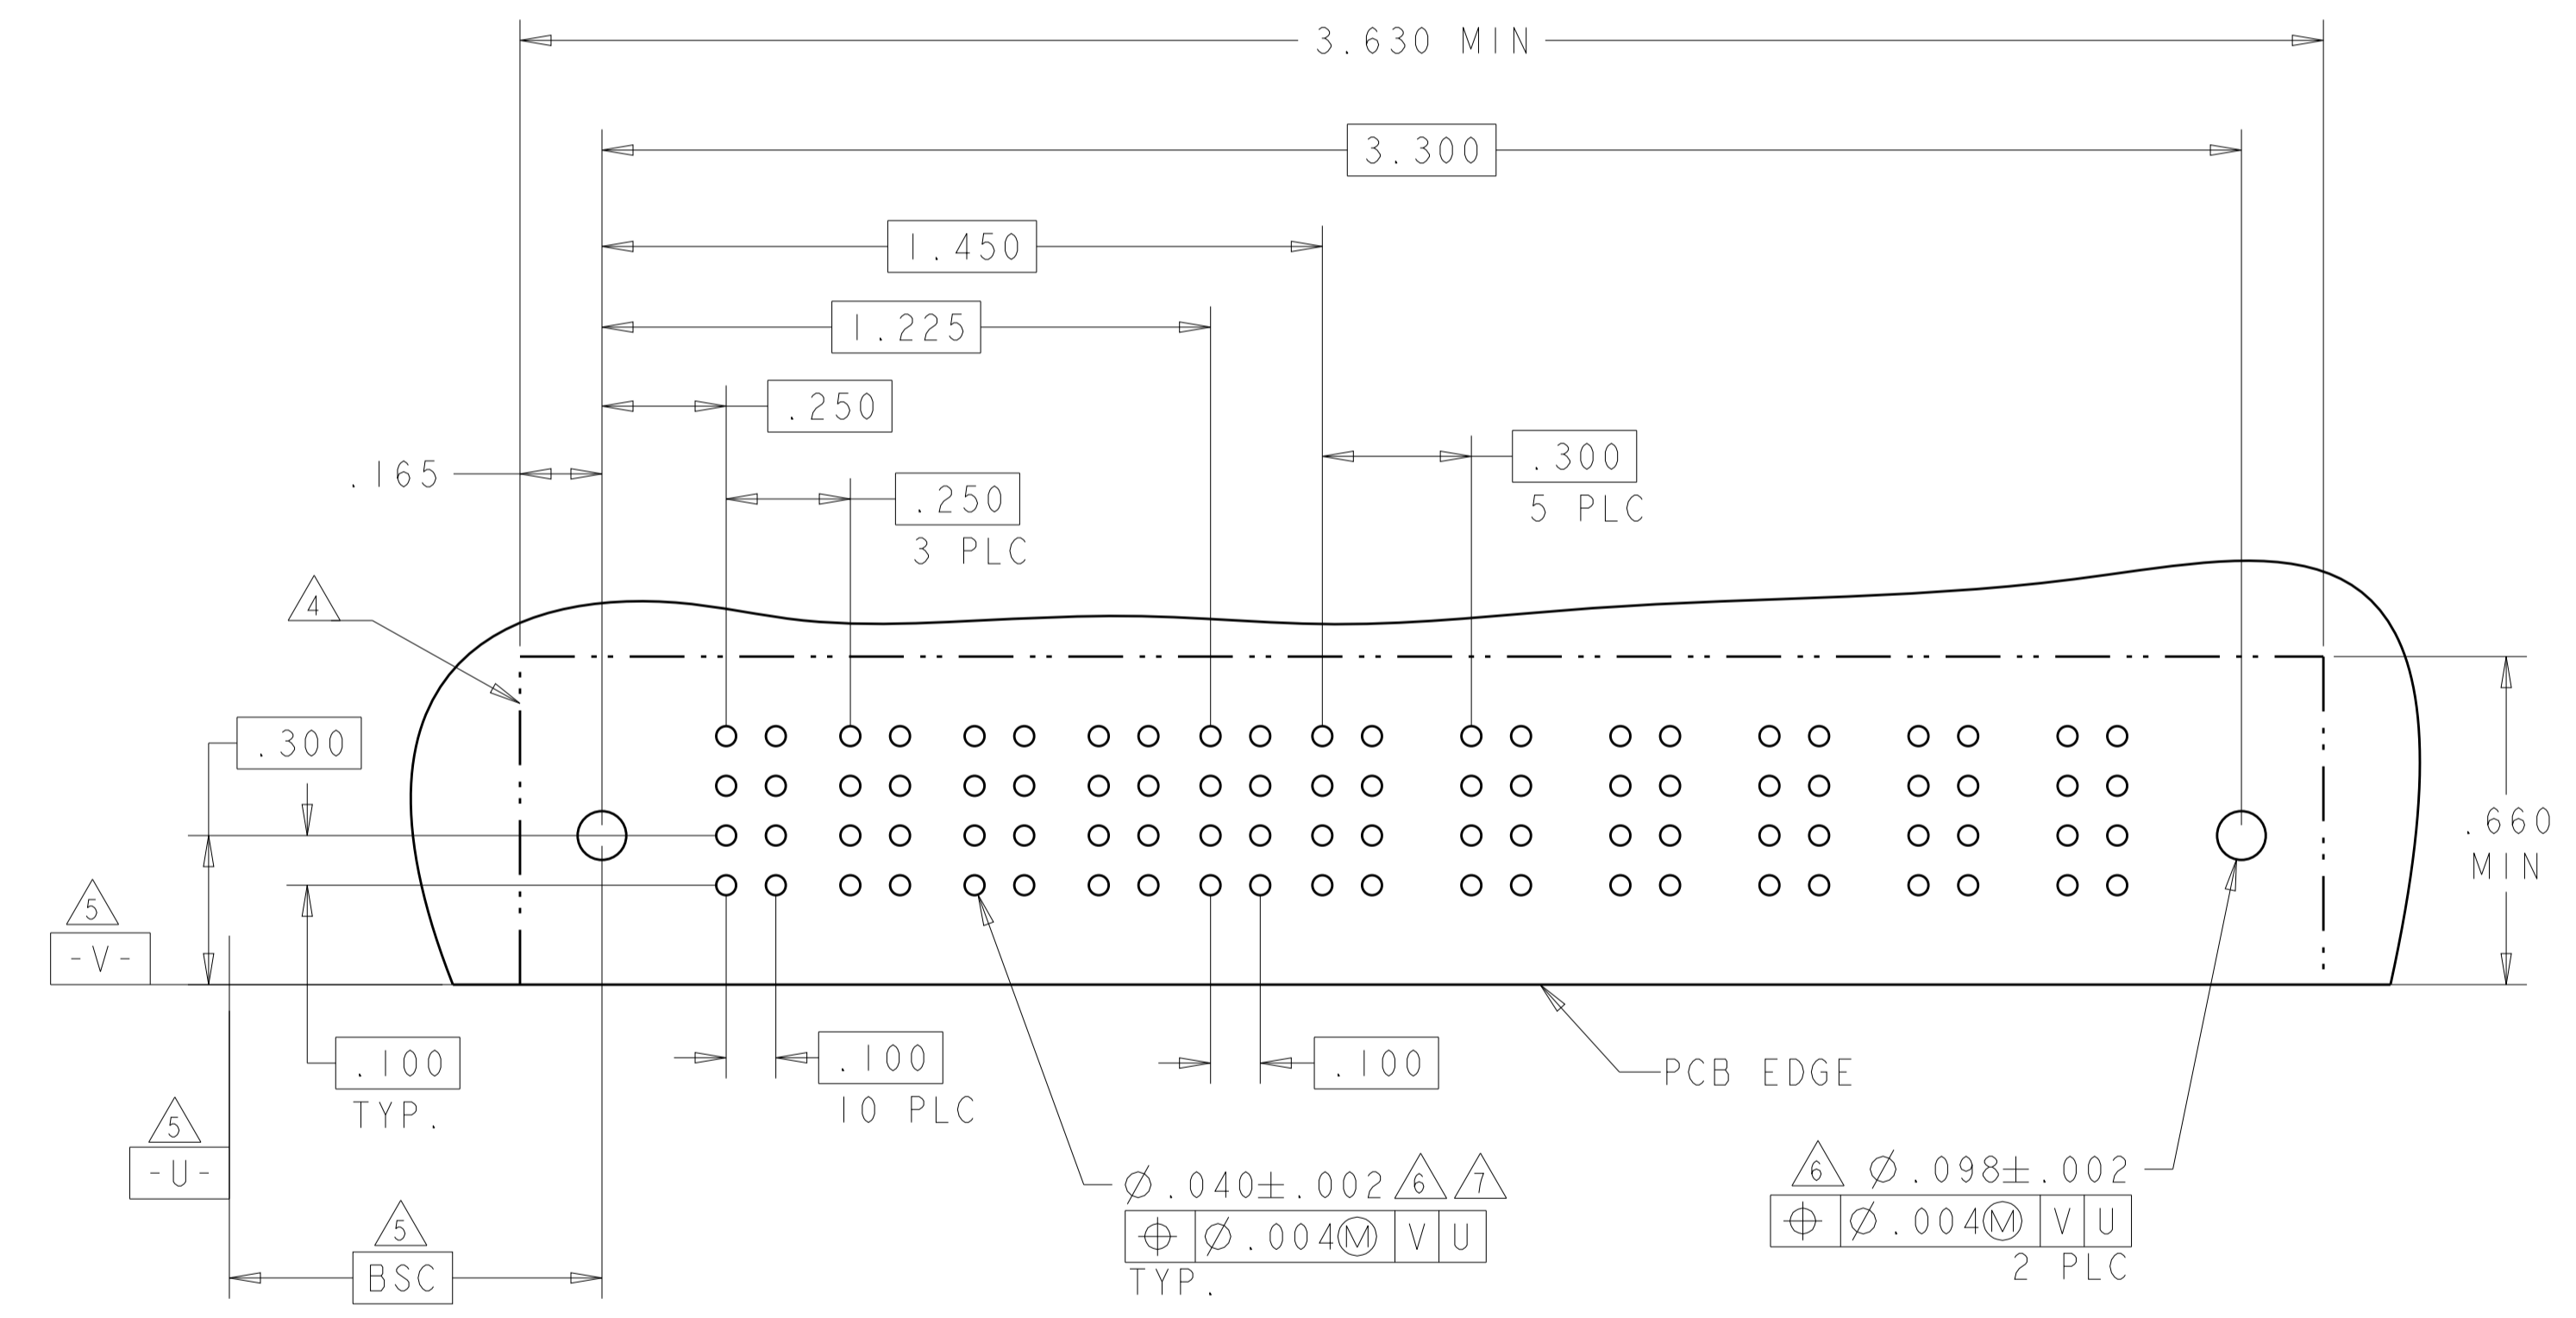 3.630 MIN
3.300
1.450
1.225
.250
.300
5 PLC
.165
.250
3 PLC
4
.300
.660
MIN
5
-V-
.100
TYP.
.100
10 PLC
.100
PCB EDGE
5
-U-
5
BSC
Ø.040±.002 6 7
⌖ Ø.004Ⓜ V U
TYP.
6 Ø.098±.002
⌖ Ø.004Ⓜ V U
2 PLC